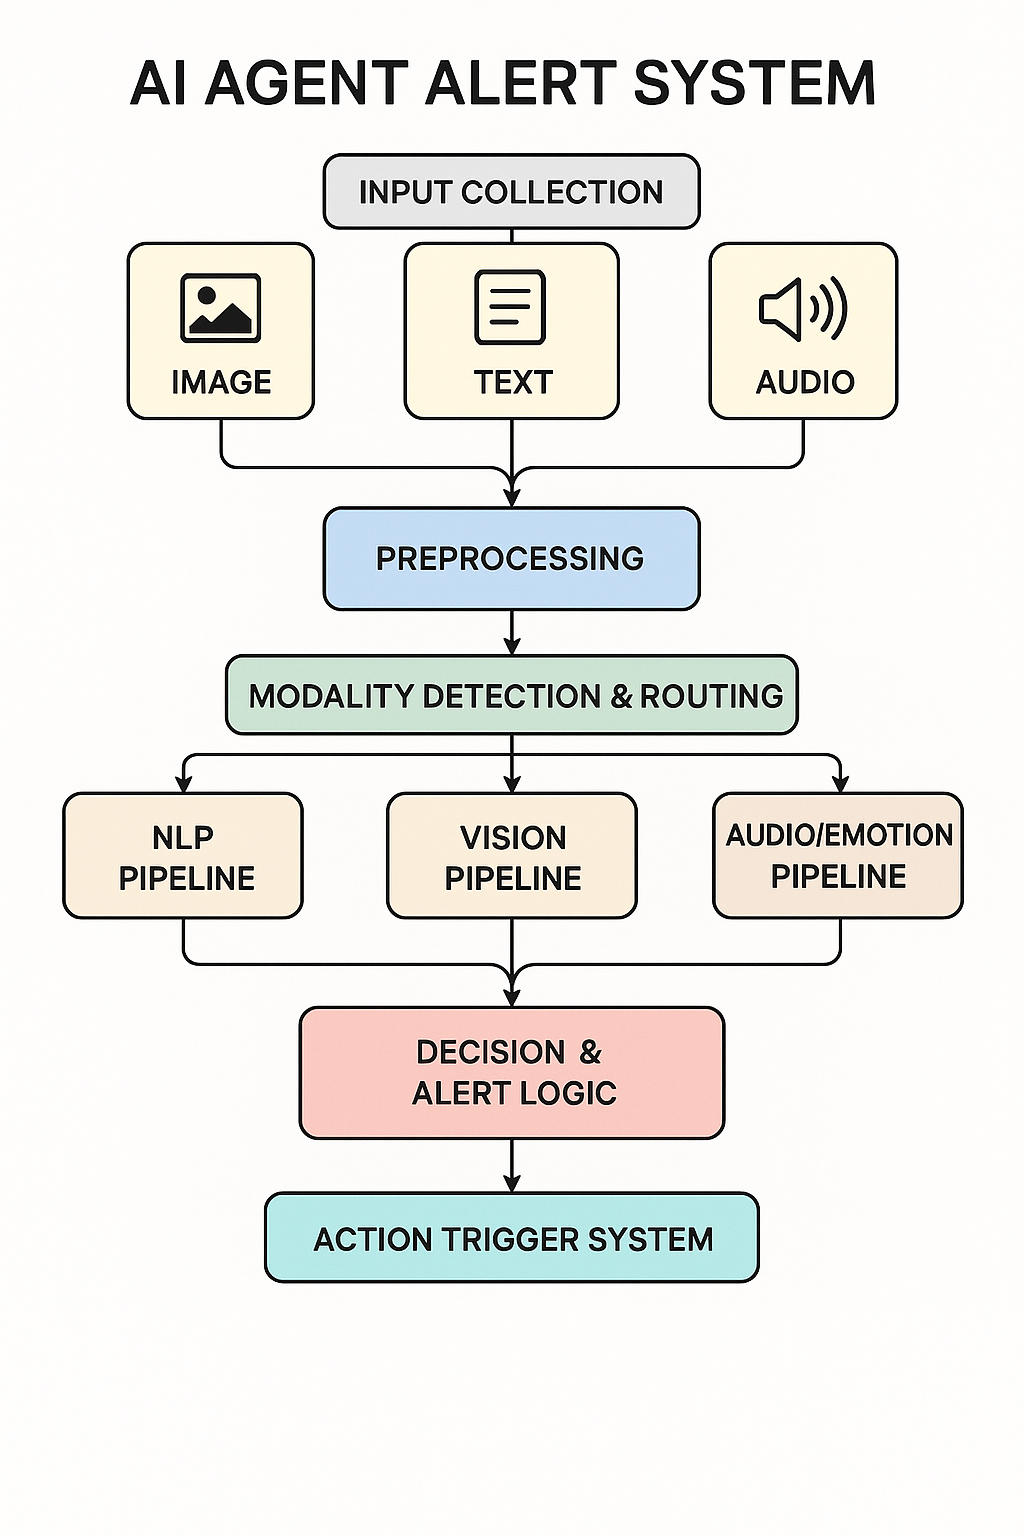 AI AGENT ALERT SYSTEM
INPUT COLLECTION
IMAGE
TEXT
AUDIO
PREPROCESSING
MODALITY DETECTION & ROUTING
NLP
PIPELINE
VISION
PIPELINE
AUDIO/EMOTION
PIPELINE
DECISION &
ALERT LOGIC
ACTION TRIGGER SYSTEM